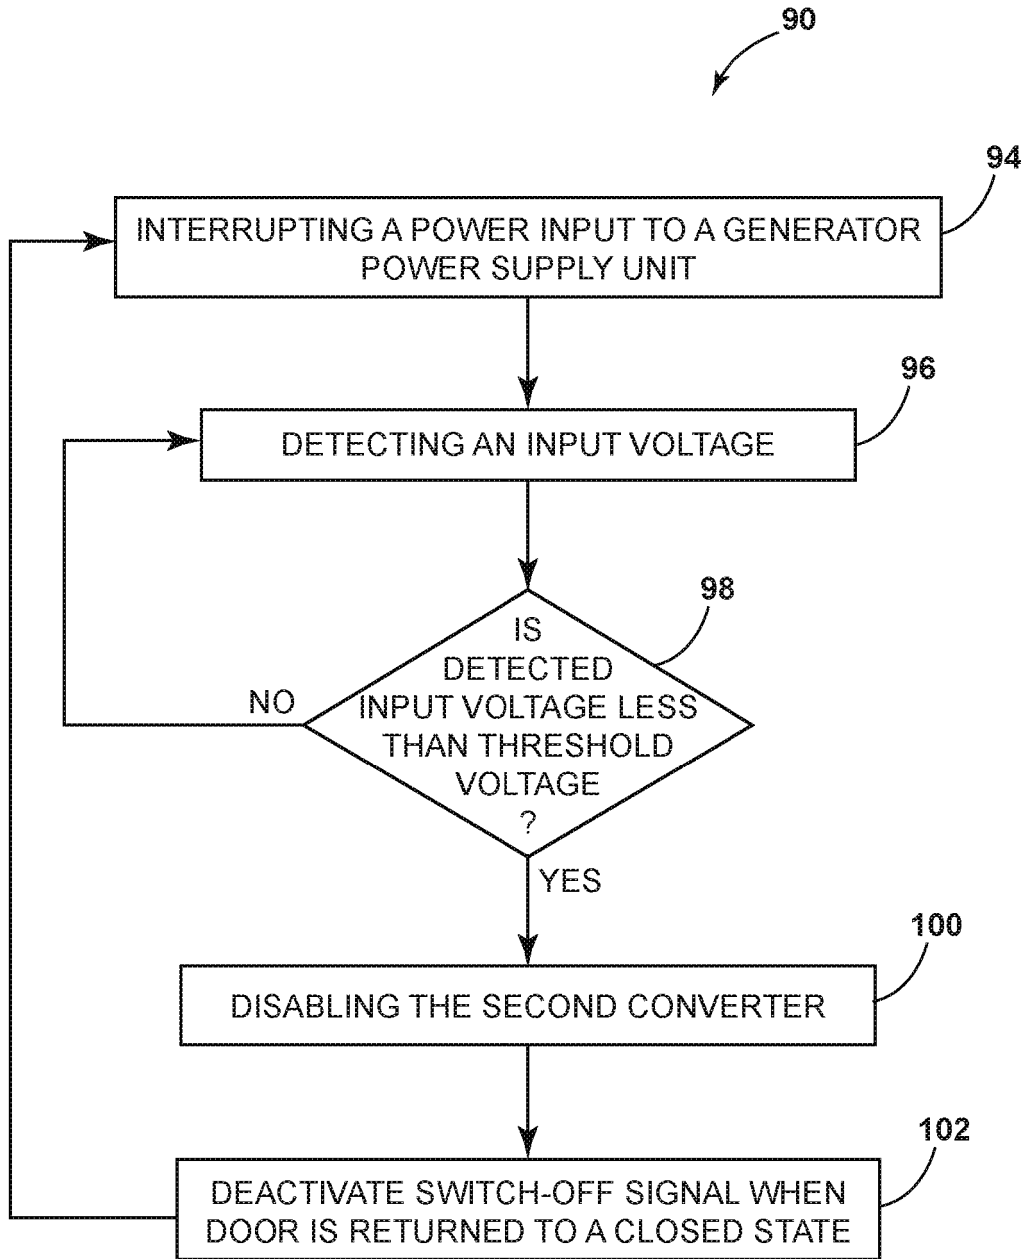 90
94
INTERRUPTING A POWER INPUT TO A GENERATOR
POWER SUPPLY UNIT
96
DETECTING AN INPUT VOLTAGE
98
IS
DETECTED
INPUT VOLTAGE LESS
THAN THRESHOLD
VOLTAGE
?
NO
YES
100
DISABLING THE SECOND CONVERTER
102
DEACTIVATE SWITCH-OFF SIGNAL WHEN
DOOR IS RETURNED TO A CLOSED STATE